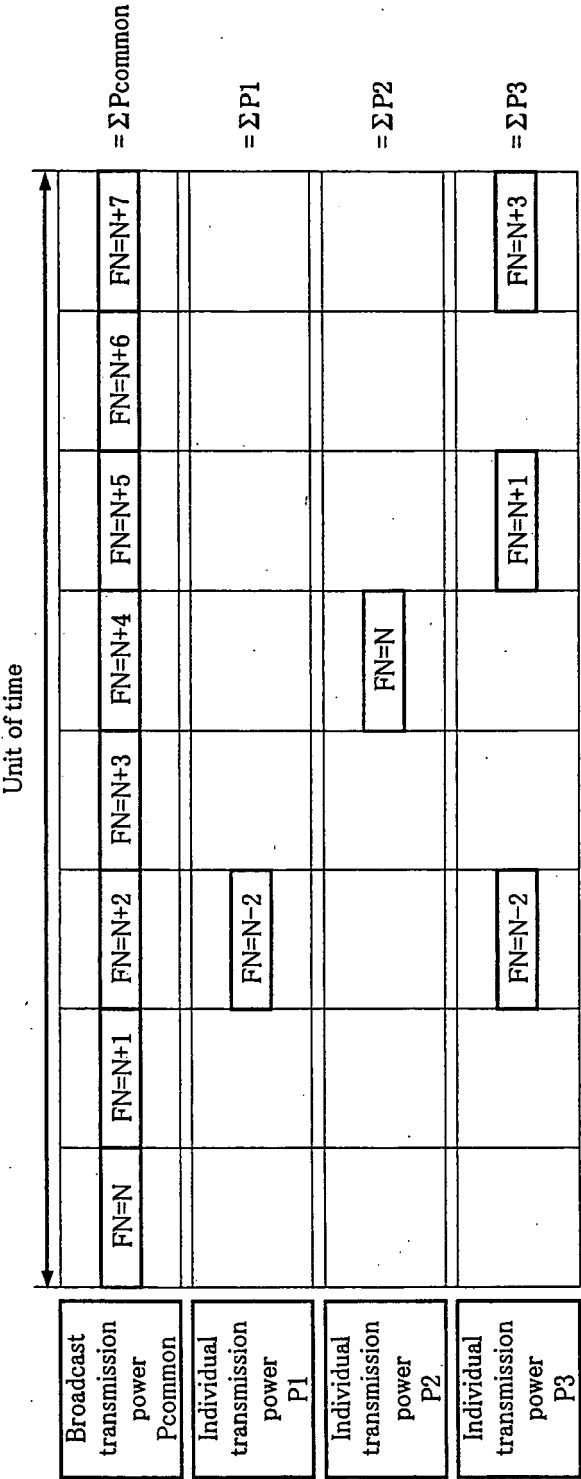 Unit of time
Broadcast
transmission
power
Pcommon
FN=N
FN=N+1
FN=N+2
FN=N+3
FN=N+4
FN=N+5
FN=N+6
FN=N+7
=ΣPcommon
Individual
transmission
power
P1
FN=N-2
=ΣP1
Individual
transmission
power
P2
FN=N
=ΣP2
Individual
transmission
power
P3
FN=N-2
FN=N+1
FN=N+3
=ΣP3